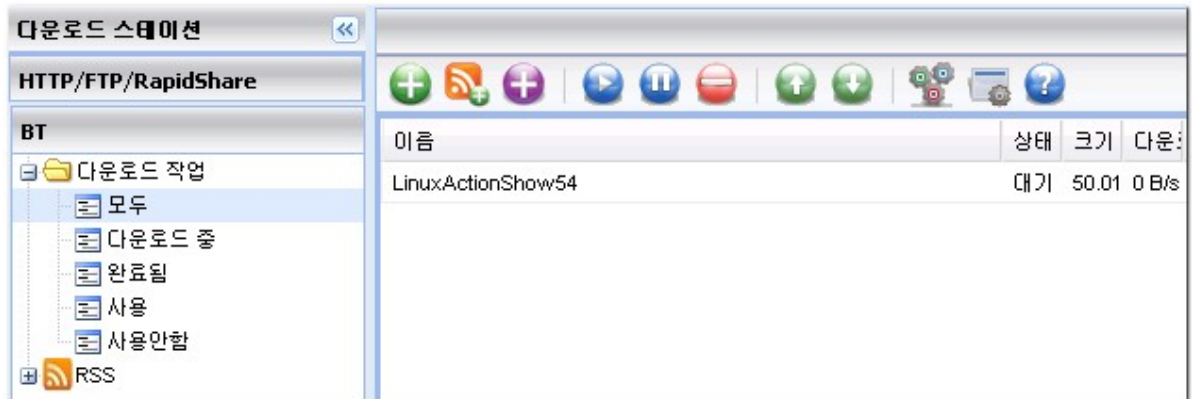 다운로드 스테이션
HTTP/FTP/RapidShare
BT
다운로드 작업
모두
다운로드 중
완료됨
사용
사용안함
RSS
이름 상태 크기 다운
LinuxActionShow54 대기 50.01 0 B/s